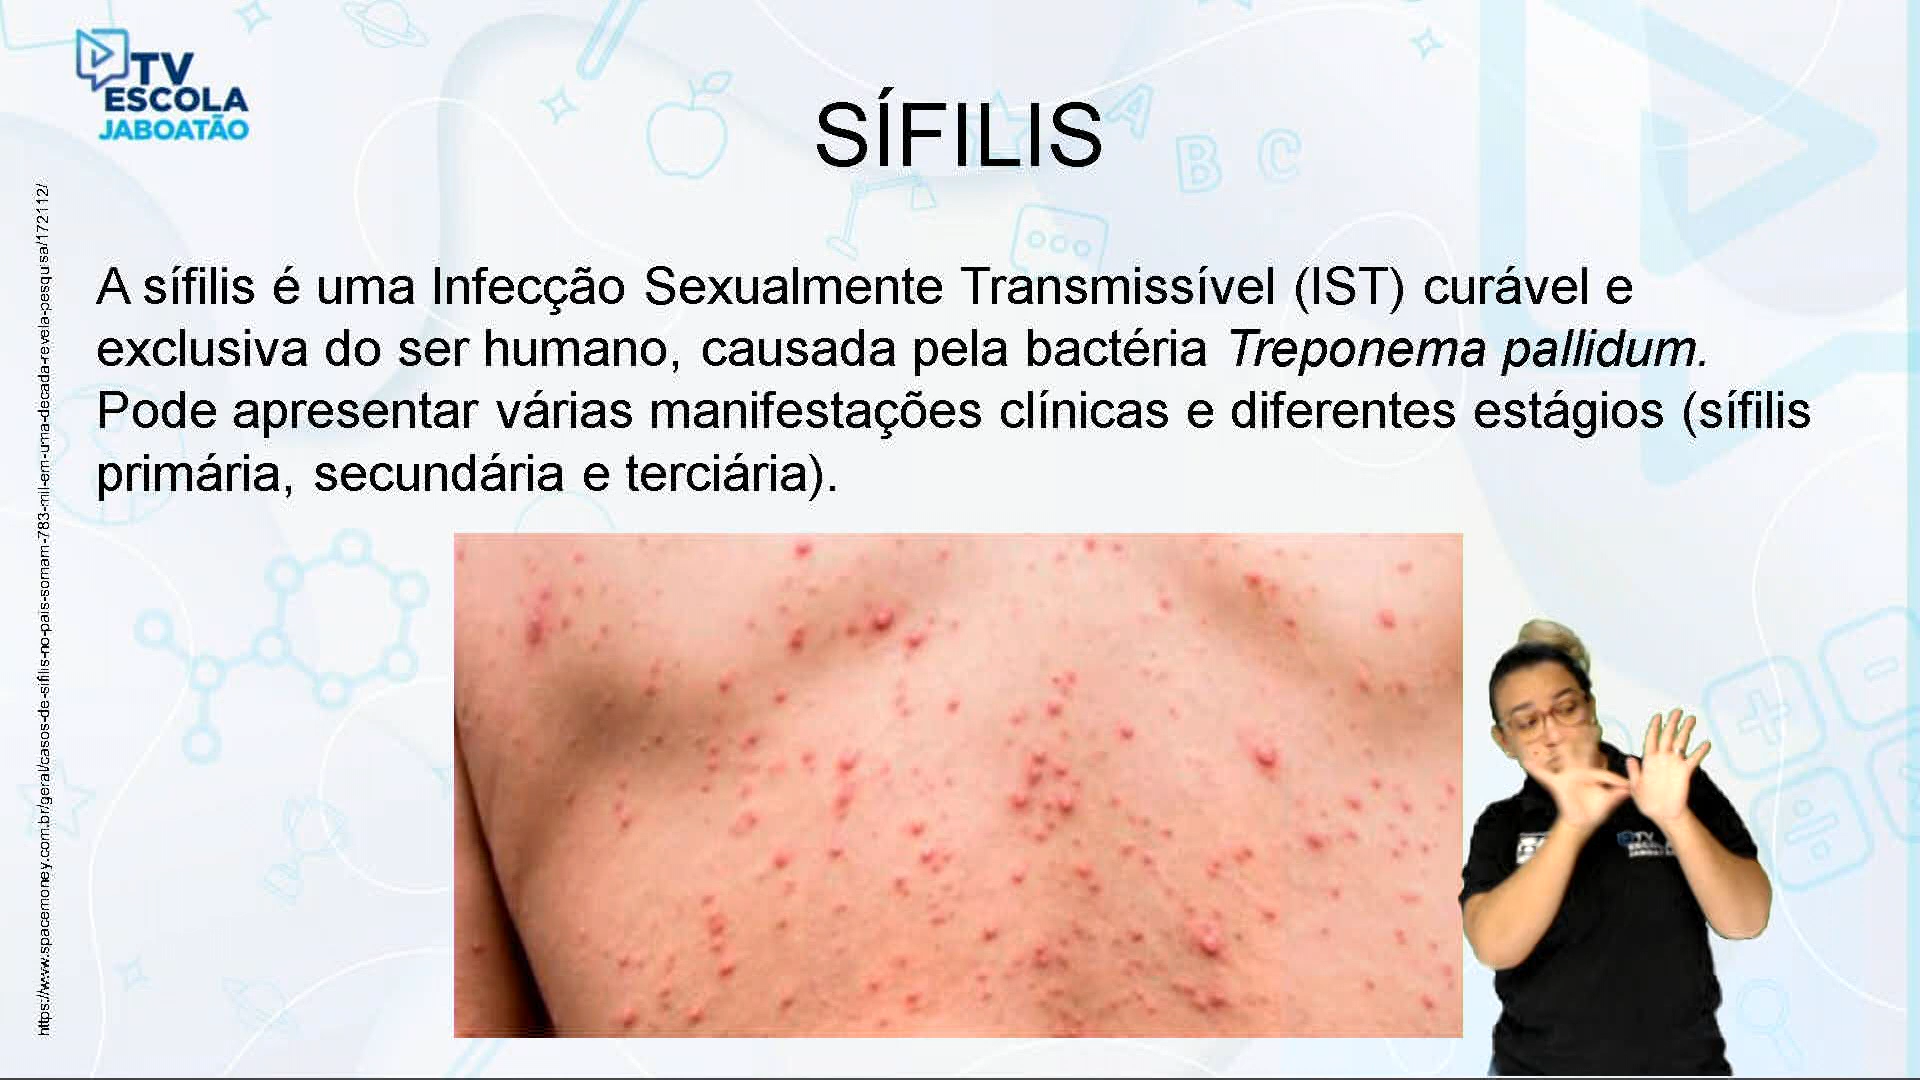 TV
ESCOLA
JABOATÃO
SÍFILIS
A B C
A sífilis é uma Infecção Sexualmente Transmissível (IST) curável e
exclusiva do ser humano, causada pela bactéria Treponema pallidum.
Pode apresentar várias manifestações clínicas e diferentes estágios (sífilis
primária, secundária e terciária).
https://www.spacemoney.com.br/geral/casos-de-sifilis-no-pais-somam-783-mil-em-uma-decada-revela-pesquisa/172112/